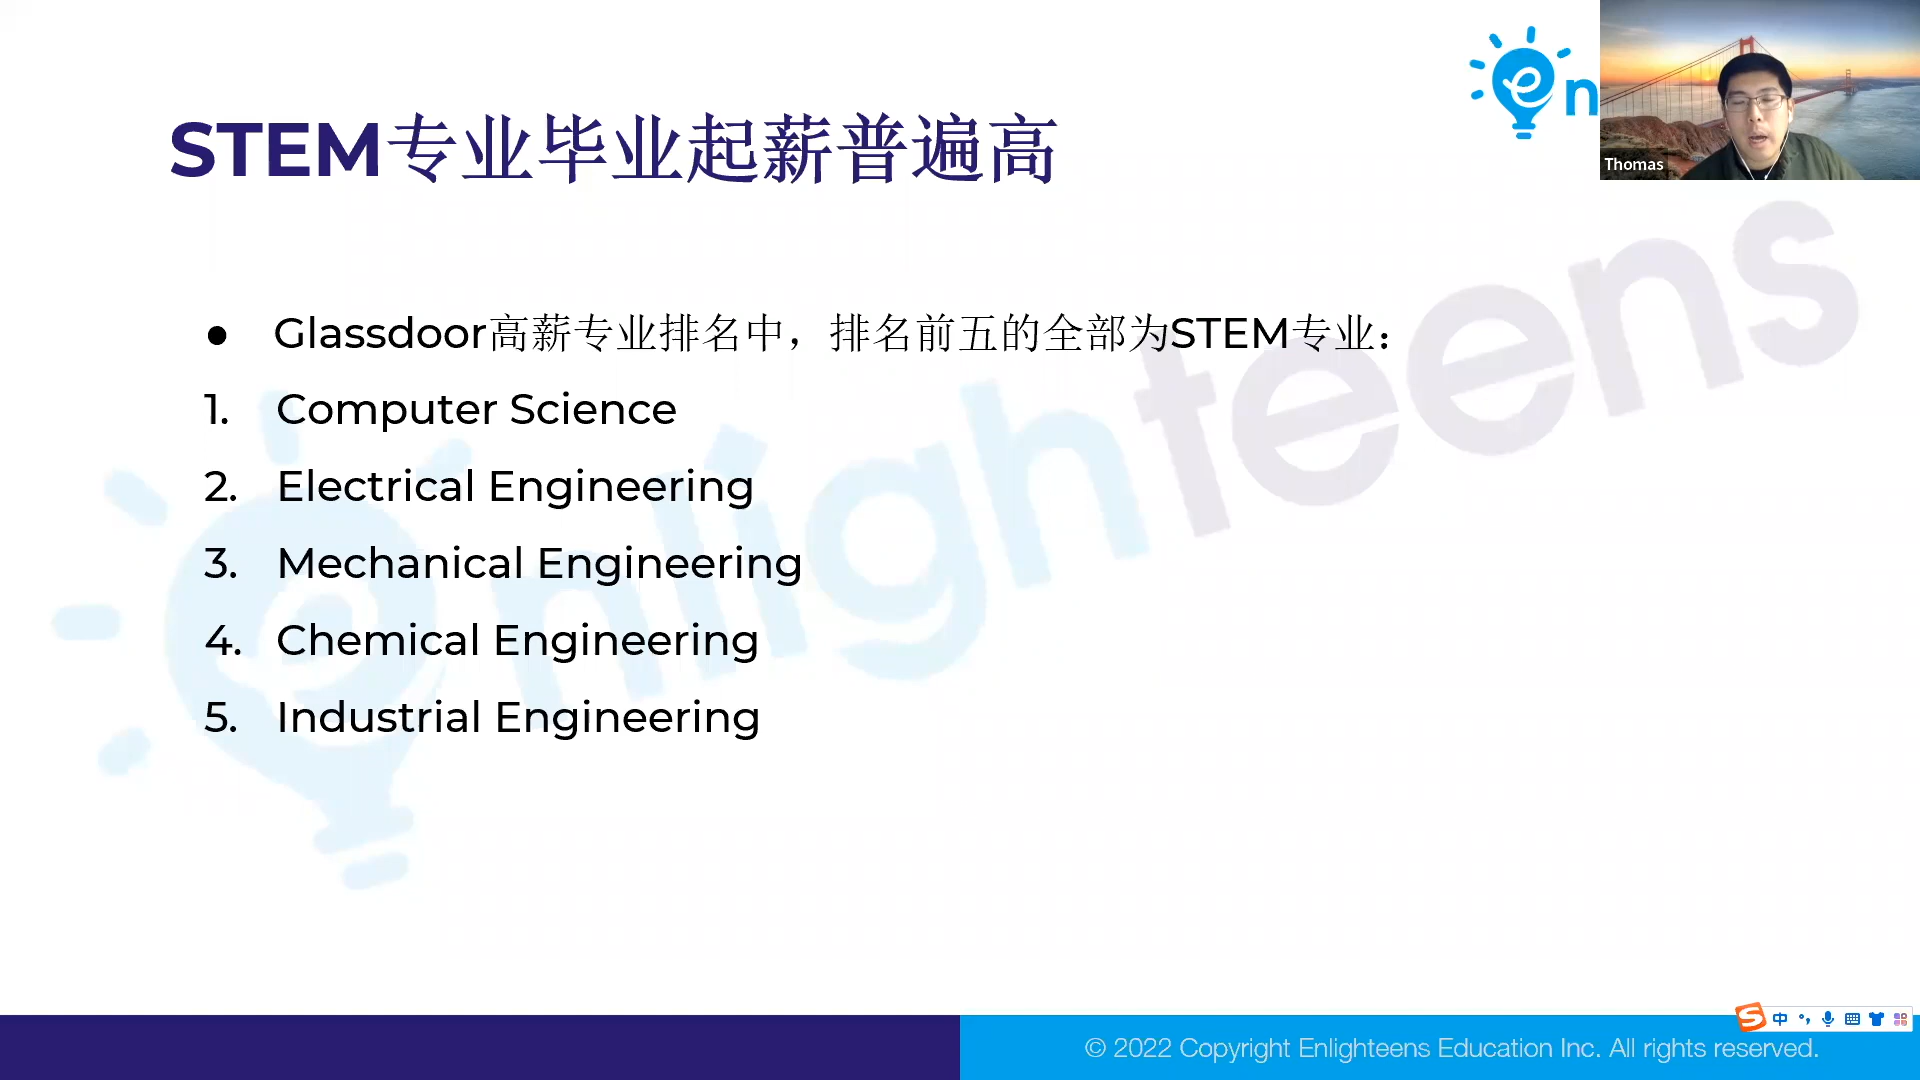 en
Thomas
STEM专业毕业起薪普遍高
● Glassdoor高薪专业排名中，排名前五的全部为STEM专业：
1. Computer Science
2. Electrical Engineering
3. Mechanical Engineering
4. Chemical Engineering
5. Industrial Engineering
enlighteens
S 中
© 2022 Copyright Enlighteens Education Inc. All rights reserved.